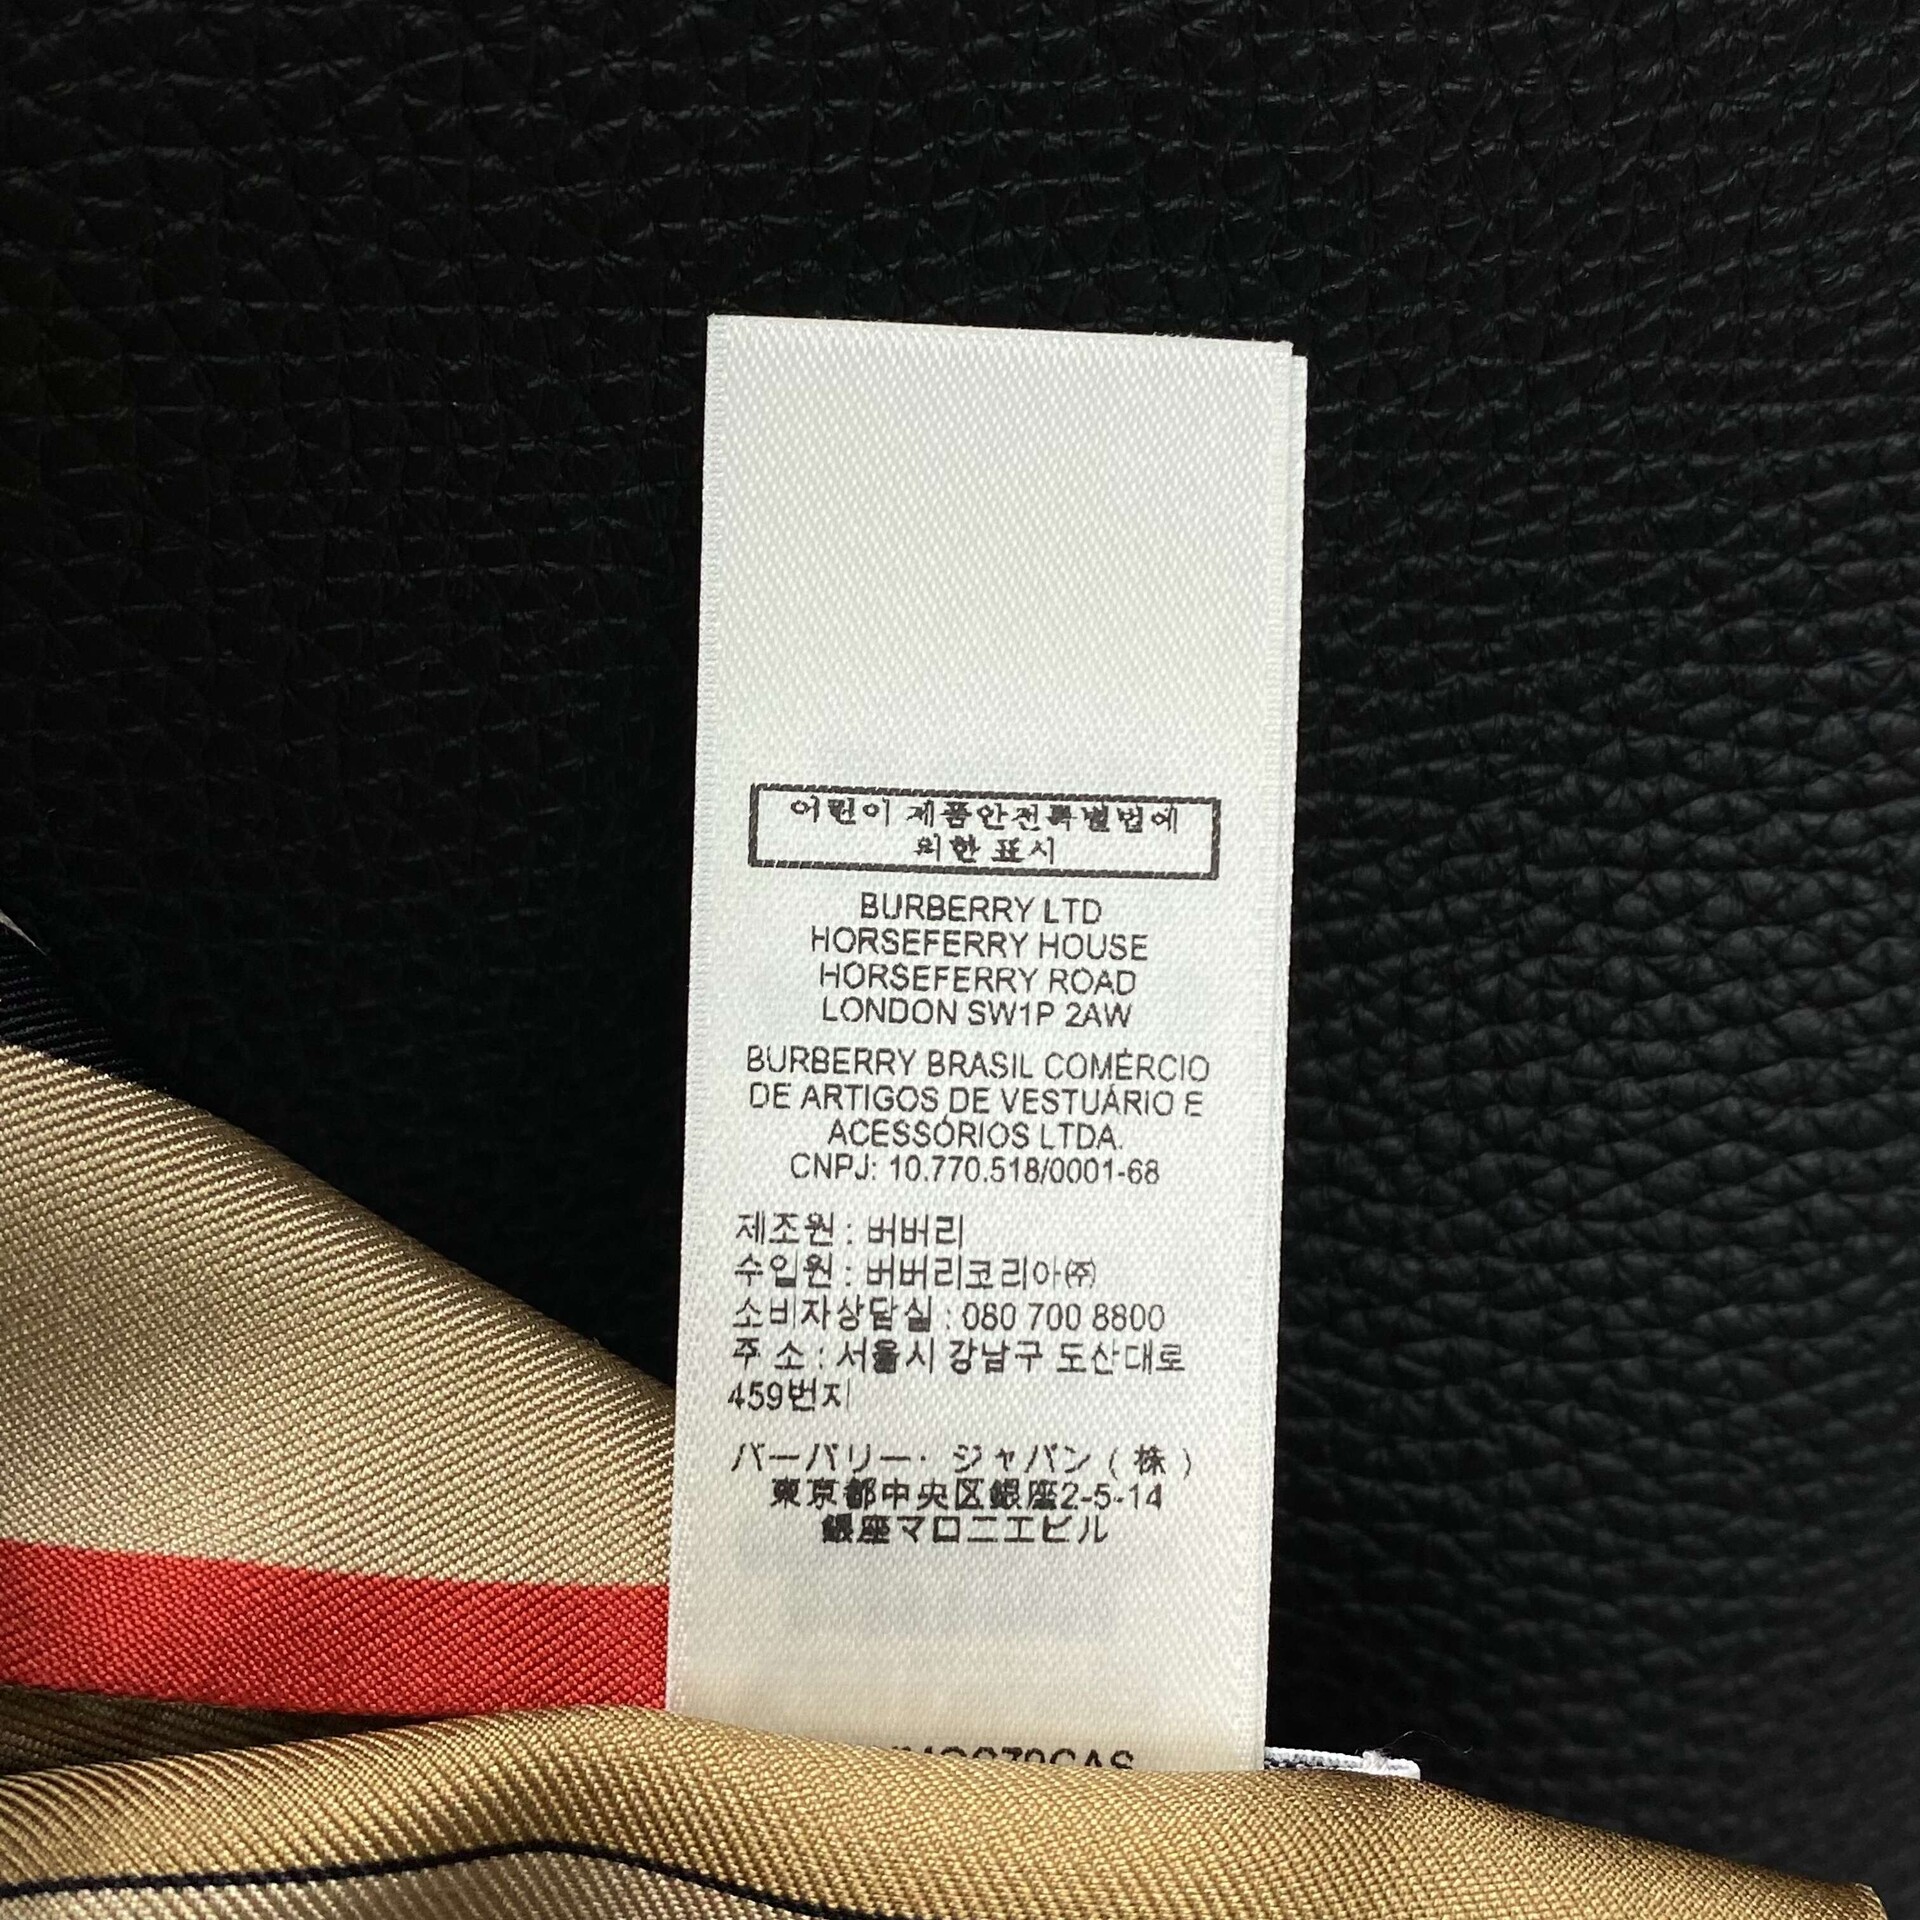 어린이 제품안전특별법에
의한 표시
BURBERRY LTD
HORSEFERRY HOUSE
HORSEFERRY ROAD
LONDON SW1P 2AW
BURBERRY BRASIL COMÉRCIO
DE ARTIGOS DE VESTUÁRIO E
ACESSÓRIOS LTDA.
CNPJ: 10.770.518/0001-68
제조원 : 버버리
수입원 : 버버리코리아㈜
소비자상담실 : 080 700 8800
주 소 : 서울시 강남구 도산대로
459번지
バーバリー・ジャパン ( 株 )
東京都中央区銀座2-5-14
銀座マロニエビル